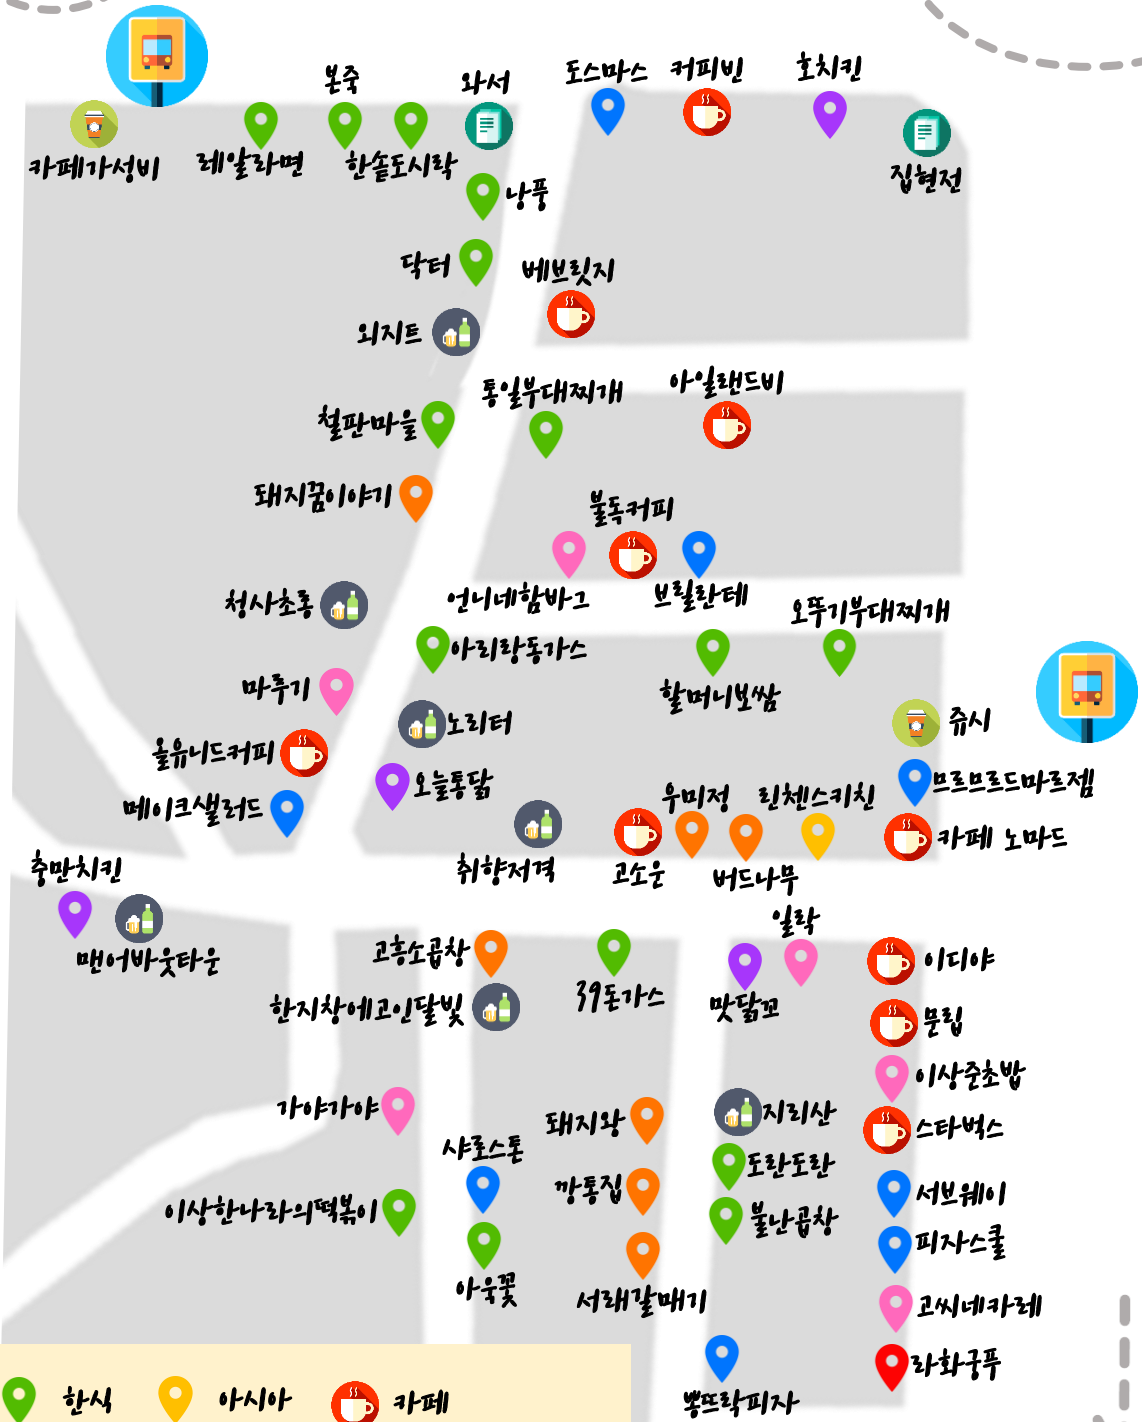 본죽
와서
도스마스
커피빈
호치킨
카페가성비
레알라면
한솥도시락
집현전
낭풍
닥터
베브릿지
외지트
통일부대찌개
아일랜드비
철판마을
돼지꿈이야기
불독커피
청사초롱
언니네함바그
브릴란테
오뚜기부대찌개
아리랑동가스
마루기
할머니보쌈
노리터
쥬시
올유니드커피
오늘통닭
므르므르드마르젬
메이크샐러드
우미정
린첸스키친
카페 노마드
충만치킨
취향저격
고소운
버드나무
맨어바웃타운
일락
고흥소곱창
이디야
39돈가스
한지창에고인달빛
맛닭꼬
문립
이상준초밥
가야가야
돼지왕
지리산
스타벅스
샤로스톤
도란도란
깡통집
서브웨이
이상한나라의떡볶이
불난곱창
피자스쿨
아욱꽃
서래갈매기
고씨네카레
라화쿵푸
뽕뜨락피자
한식
아시아
카페